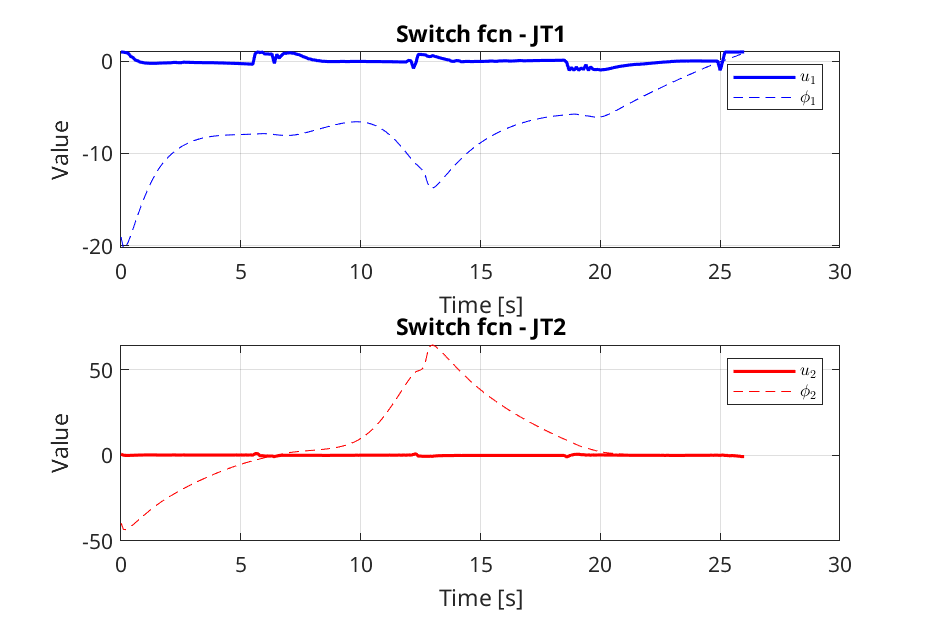 Switch fcn - JT1
Value
0
-10
-20
u₁
ϕ₁
0 5 10 15 20 25 30
Time [s]
Switch fcn - JT2
Value
50
0
-50
u₂
ϕ₂
0 5 10 15 20 25 30
Time [s]